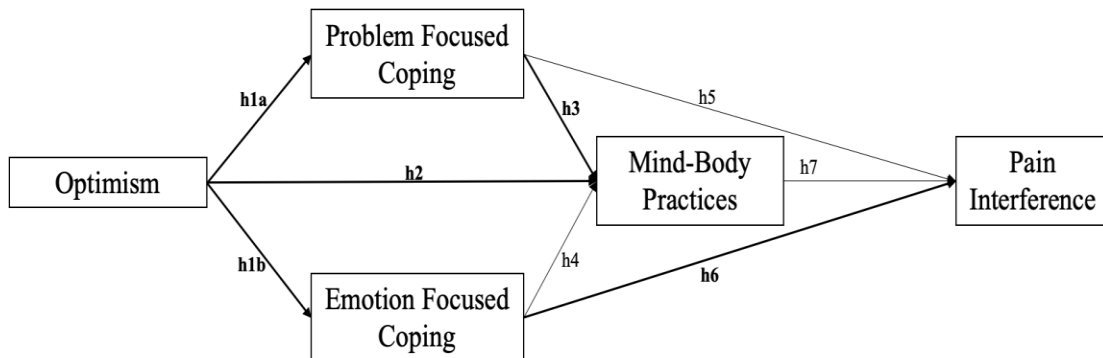 Problem Focused
Coping
h1a
h3
h5
Optimism
h2
Mind-Body
Practices
h7
Pain
Interference
h1b
h4
h6
Emotion Focused
Coping